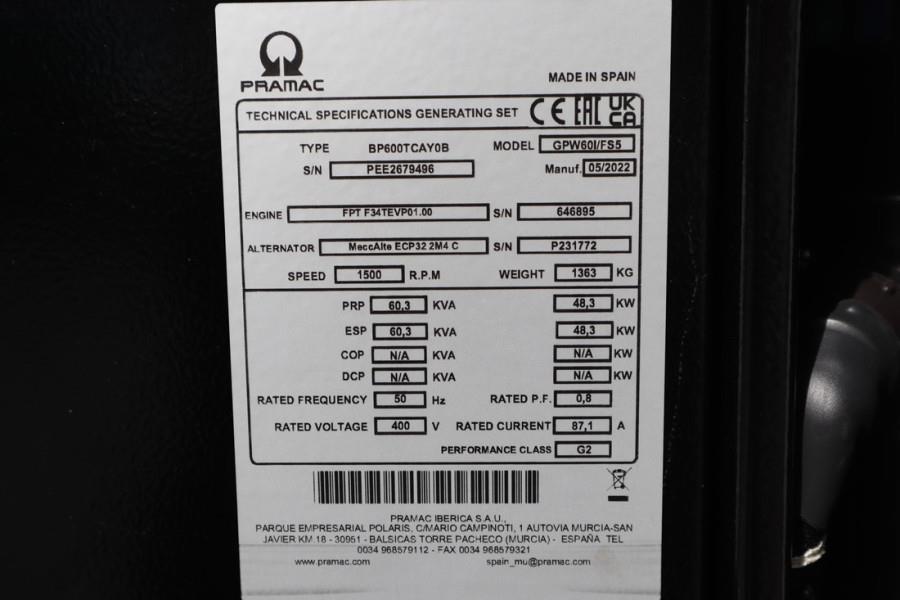 PRAMAC
MADE IN SPAIN
TECHNICAL SPECIFICATIONS GENERATING SET CE EAC UKCA
TYPE BP600TCAY0B MODEL GPW60I/FS5
S/N PEE2679496 Manuf. 05/2022
ENGINE FPT F34TEVP01.00 S/N 646895
ALTERNATOR MeccAlte ECP32 2M4 C S/N P231772
SPEED 1500 R.P.M WEIGHT 1363 KG
PRP 60,3 KVA 48,3 KW
ESP 60,3 KVA 48,3 KW
COP N/A KVA N/A KW
DCP N/A KVA N/A KW
RATED FREQUENCY 50 Hz RATED P.F. 0,8
RATED VOLTAGE 400 V RATED CURRENT 87,1 A
PERFORMANCE CLASS G2
PRAMAC IBERICA S.A.U.,
PARQUE EMPRESARIAL POLARIS, C/MARIO CAMPINOTI, 1 AUTOVIA MURCIA-SAN
JAVIER KM.18 - 30951 - BALSICAS TORRE PACHECO (MURCIA) - ESPAÑA TEL
0034 968579112 - FAX 0034 968579321
www.pramac.com spain_mu@pramac.com